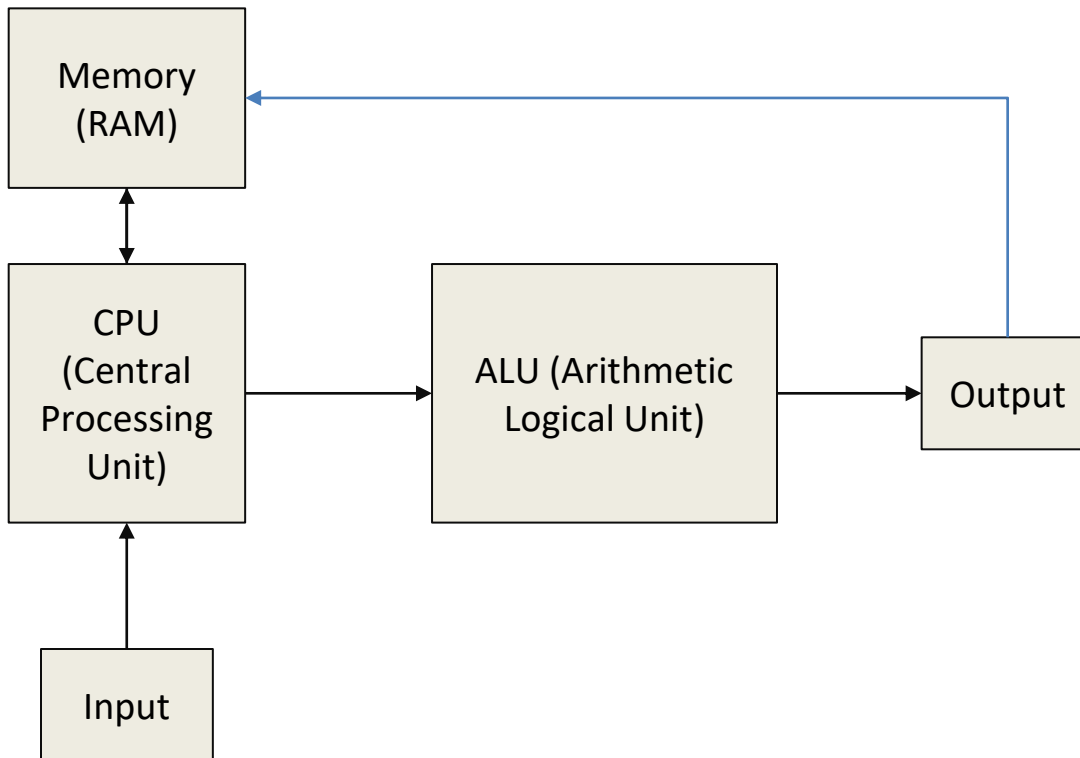 Memory
(RAM)
CPU
(Central
Processing
Unit)
ALU (Arithmetic
Logical Unit)
Output
Input